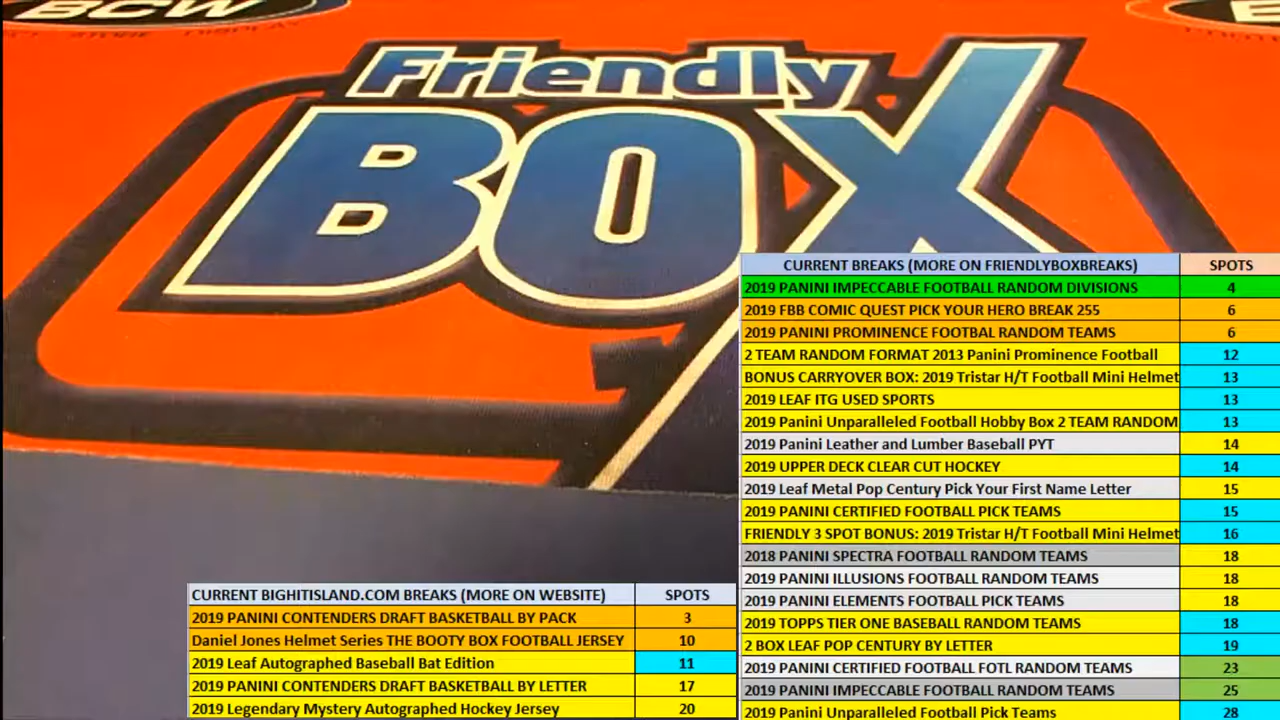 BCW
Friendly
BOX
CURRENT BREAKS (MORE ON FRIENDLYBOXBREAKS) SPOTS
2019 PANINI IMPECCABLE FOOTBALL RANDOM DIVISIONS 4
2019 FBB COMIC QUEST PICK YOUR HERO BREAK 255 6
2019 PANINI PROMINENCE FOOTBAL RANDOM TEAMS 6
2 TEAM RANDOM FORMAT 2013 Panini Prominence Football 12
BONUS CARRYOVER BOX: 2019 Tristar H/T Football Mini Helmet 13
2019 LEAF ITG USED SPORTS 13
2019 Panini Unparalleled Football Hobby Box 2 TEAM RANDOM 13
2019 Panini Leather and Lumber Baseball PYT 14
2019 UPPER DECK CLEAR CUT HOCKEY 14
2019 Leaf Metal Pop Century Pick Your First Name Letter 15
2019 PANINI CERTIFIED FOOTBALL PICK TEAMS 15
FRIENDLY 3 SPOT BONUS: 2019 Tristar H/T Football Mini Helmet 16
2018 PANINI SPECTRA FOOTBALL RANDOM TEAMS 18
2019 PANINI ILLUSIONS FOOTBALL RANDOM TEAMS 18
2019 PANINI ELEMENTS FOOTBALL PICK TEAMS 18
2019 TOPPS TIER ONE BASEBALL RANDOM TEAMS 18
2 BOX LEAF POP CENTURY BY LETTER 19
2019 PANINI CERTIFIED FOOTBALL FOTL RANDOM TEAMS 23
2019 PANINI IMPECCABLE FOOTBALL RANDOM TEAMS 25
2019 Panini Unparalleled Football Pick Teams 28
CURRENT BIGHITISLAND.COM BREAKS (MORE ON WEBSITE) SPOTS
2019 PANINI CONTENDERS DRAFT BASKETBALL BY PACK 3
Daniel Jones Helmet Series THE BOOTY BOX FOOTBALL JERSEY 10
2019 Leaf Autographed Baseball Bat Edition 11
2019 PANINI CONTENDERS DRAFT BASKETBALL BY LETTER 17
2019 Legendary Mystery Autographed Hockey Jersey 20